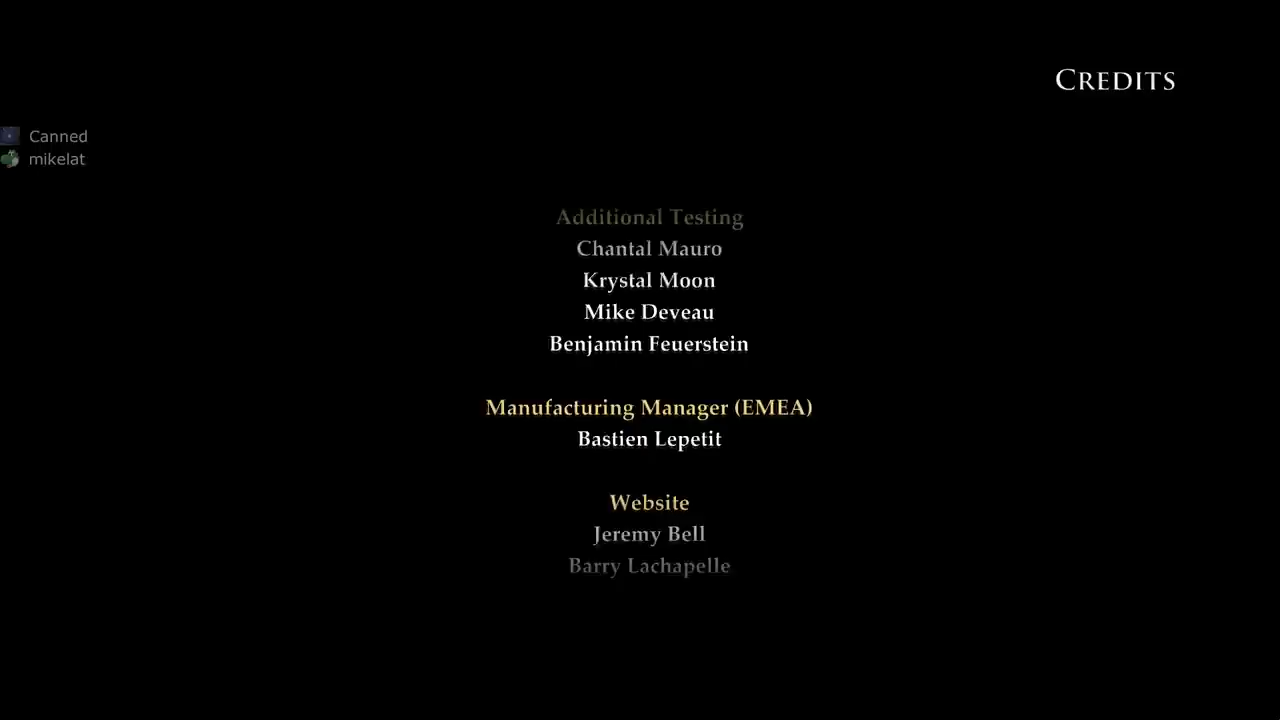 CREDITS
Canned
mikelat
Additional Testing
Chantal Mauro
Krystal Moon
Mike Deveau
Benjamin Feuerstein
Manufacturing Manager (EMEA)
Bastien Lepetit
Website
Jeremy Bell
Barry Lachapelle